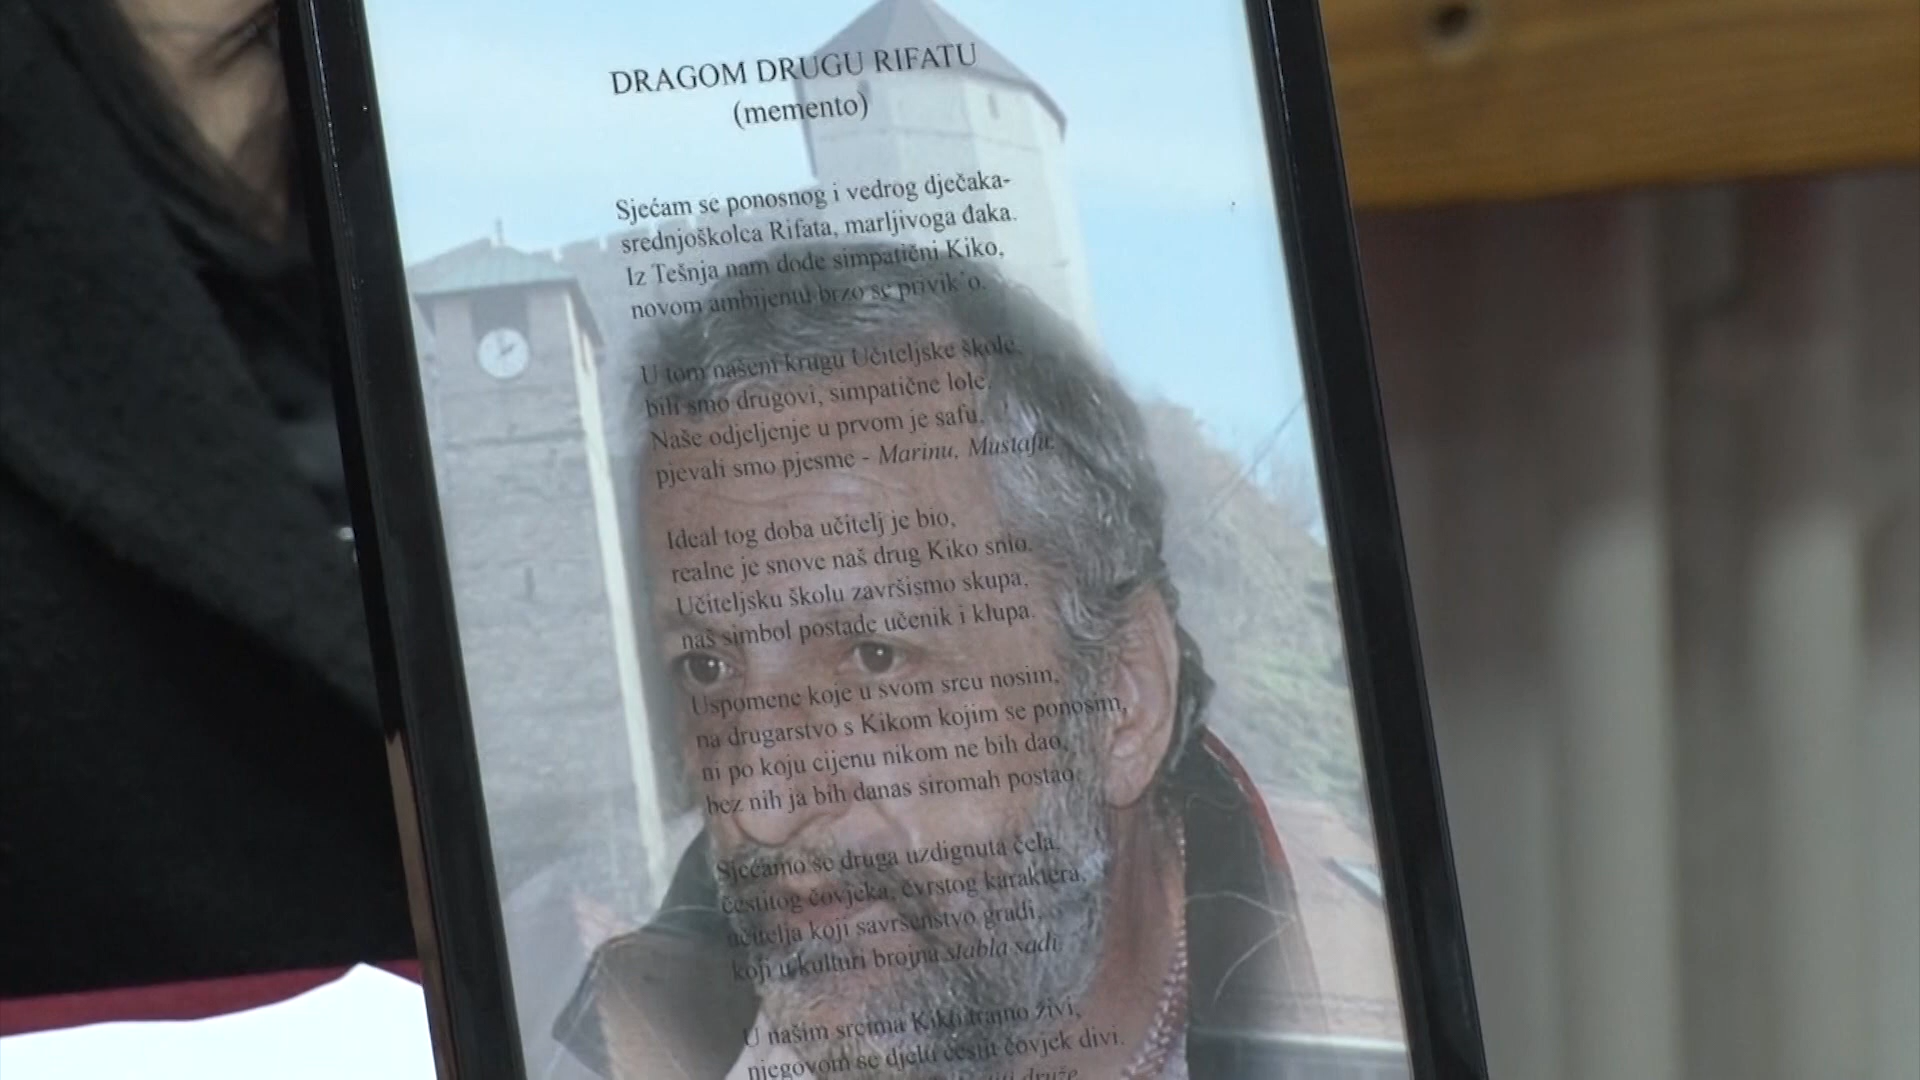 DRAGOM DRUGU RIFATU
(memento)
Sjećam se ponosnog i vedrog dječaka-
srednjoškolca Rifata, marljivoga đaka.
Iz Tešnja nam dođe simpatični Kiko,
novom ambijentu brzo se privik'o.
U tom našem krugu Učiteljske škole,
bili smo drugovi, simpatične lole.
Naše odjeljenje u prvom je šafu,
pjevali smo pjesme - Marinu, Mustafu.
Ideal tog doba učitelj je bio,
realne je snove naš drug Kiko snio.
Učiteljsku školu završismo skupa,
naš simbol postade učenik i klupa.
Uspomene koje u svom srcu nosim,
na drugarstvo s Kikom kojim se ponosim,
ni po koju cijenu nikom ne bih dao,
bez nih ja bih danas siromah postao.
Sjećamo se druga uzdignuta čela,
čestitog čovjeka, čvrstog karaktera,
učitelja koji savršenstvo gradi,
koji u kulturi brojna stabla sadi.
U našim srcima Kiko trajno živi,
njegovom se djelu čestit čovjek divi.
druže